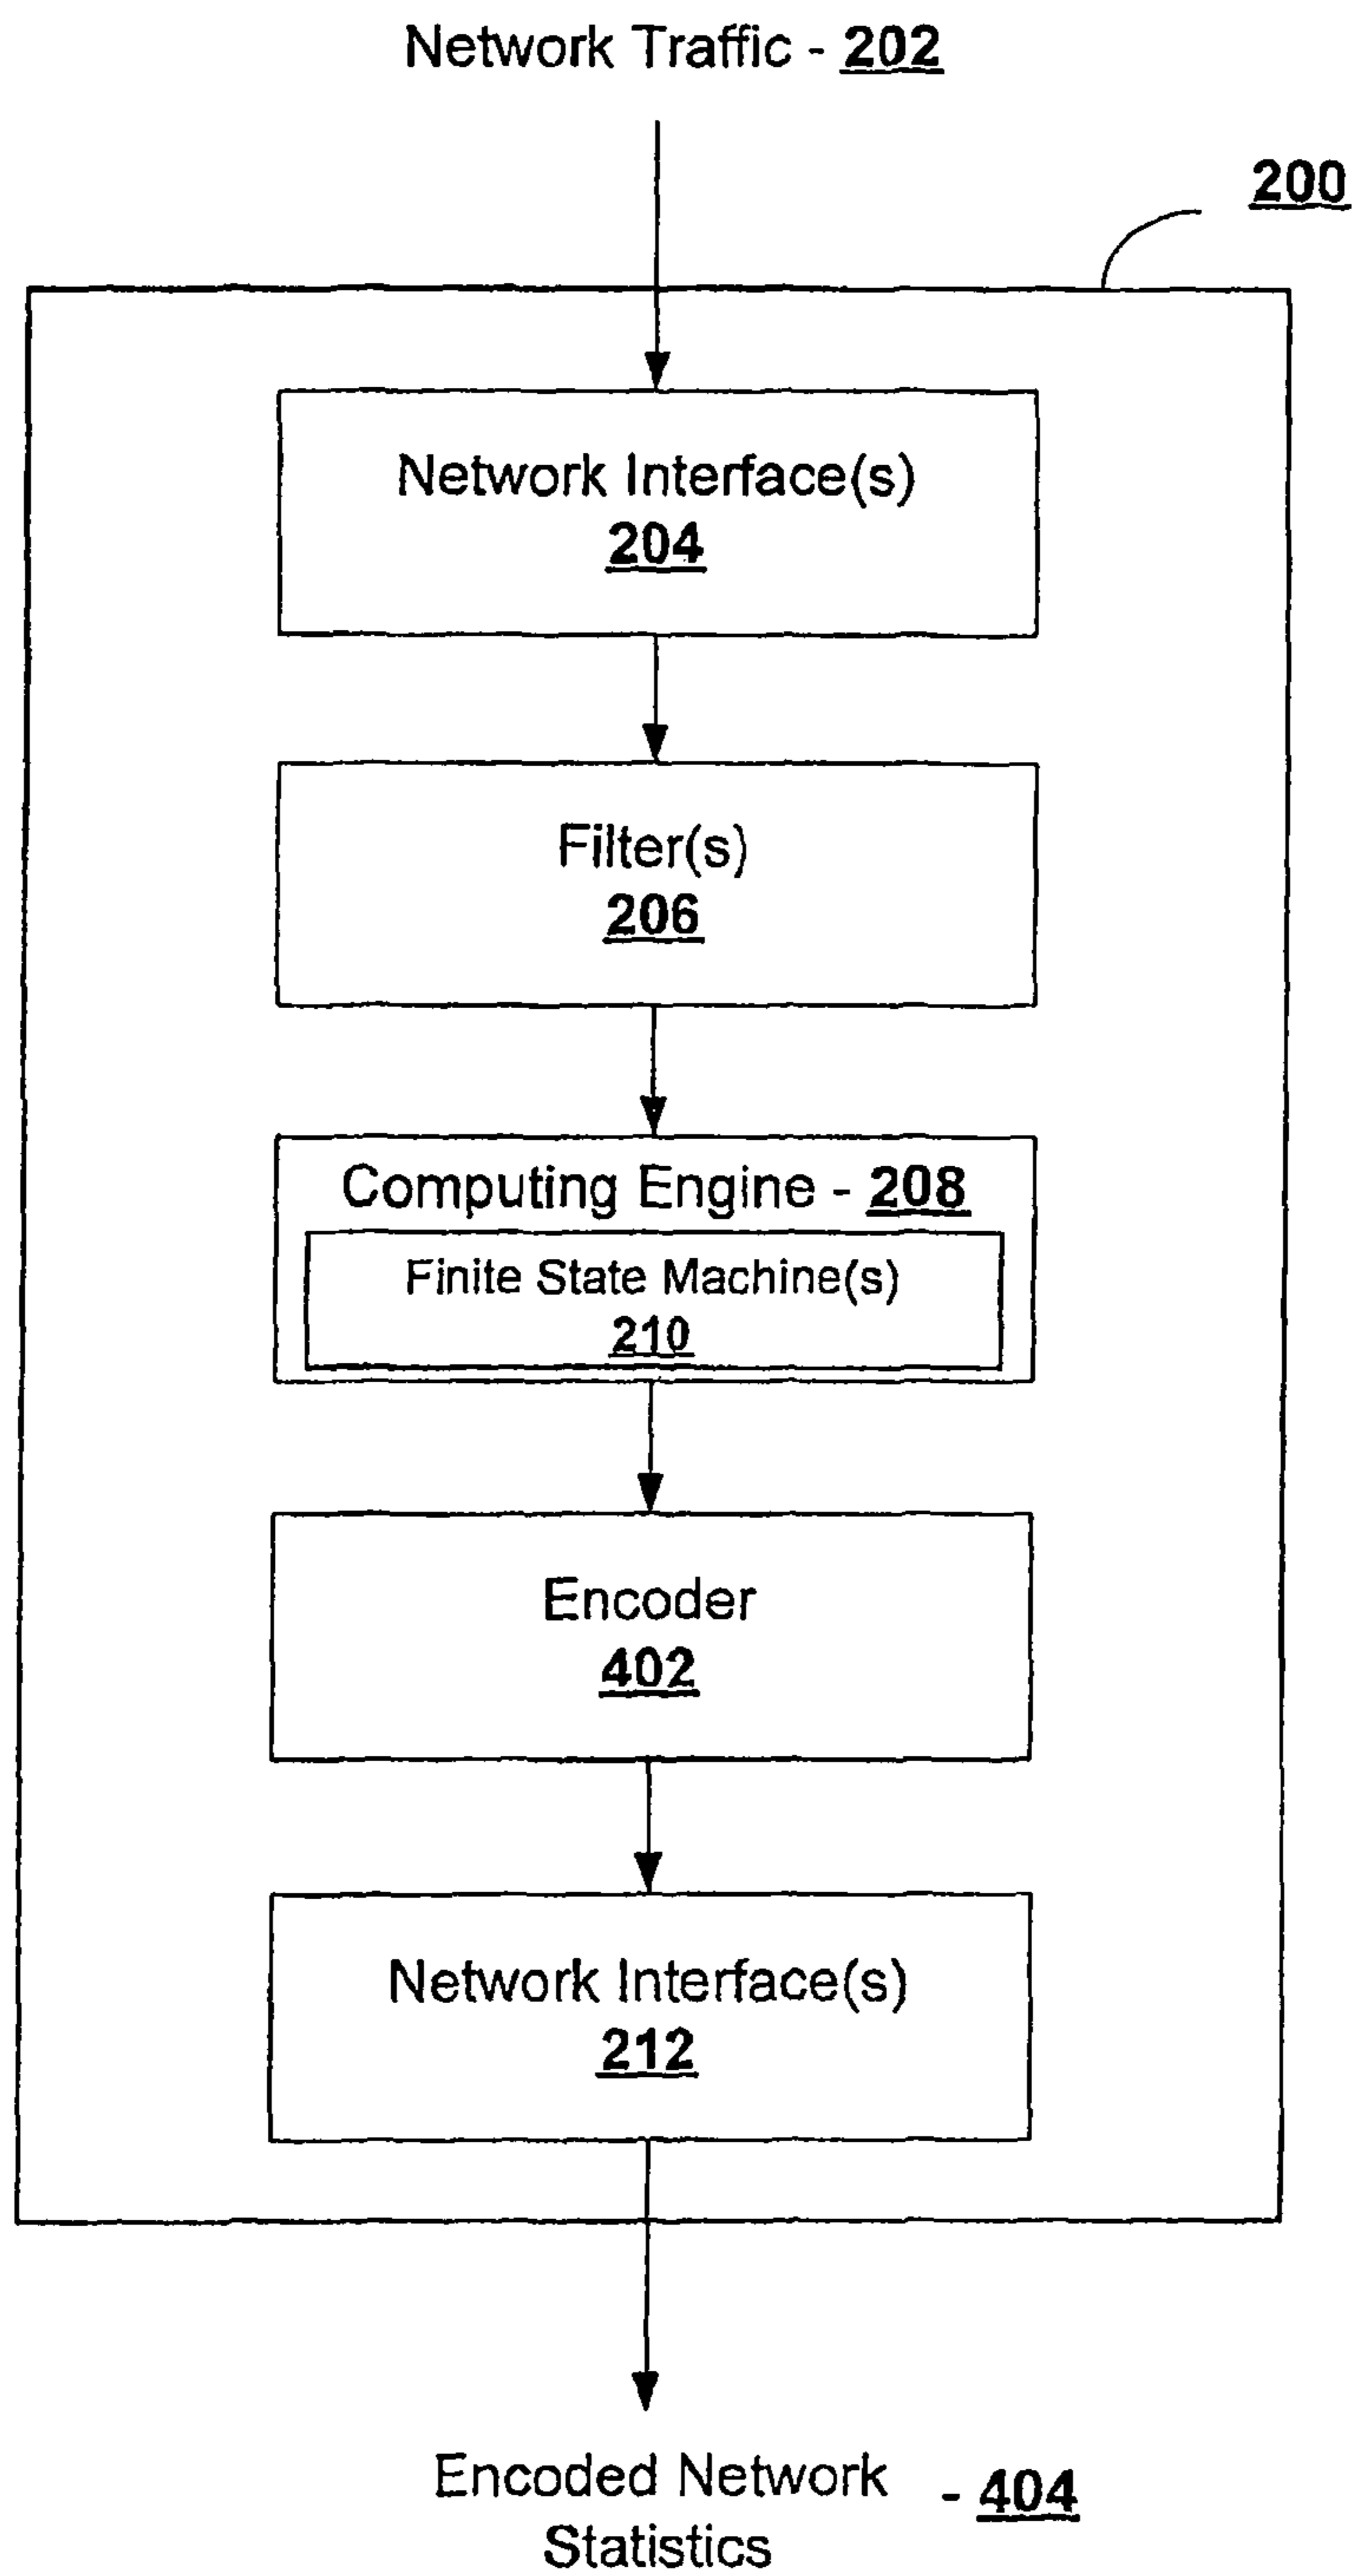 Network Traffic - 202
200
Network Interface(s)
204
Filter(s)
206
Computing Engine - 208
Finite State Machine(s)
210
Encoder
402
Network Interface(s)
212
Encoded Network - 404
Statistics